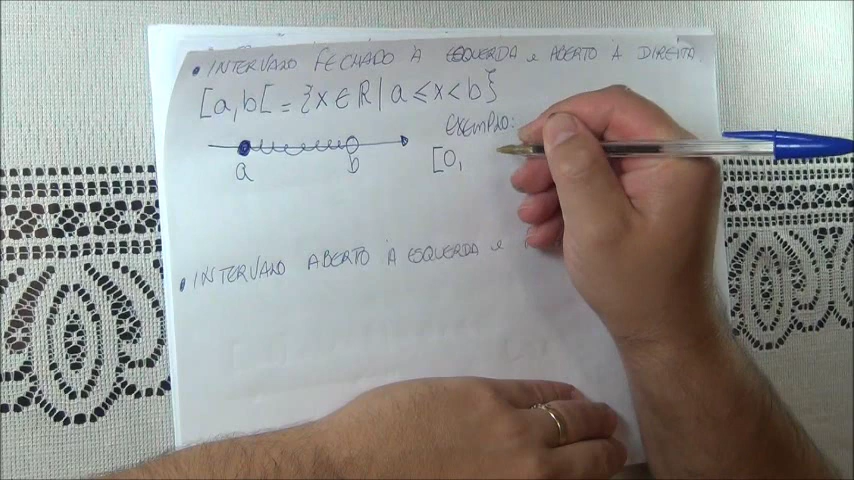 • INTERVALO FECHADO À ESQUERDA e ABERTO À DIREITA.
[a,b[ = {x ∈ R | a ≤ x < b}
EXEMPLO:
[0,
a b
• INTERVALO ABERTO À ESQUERDA e